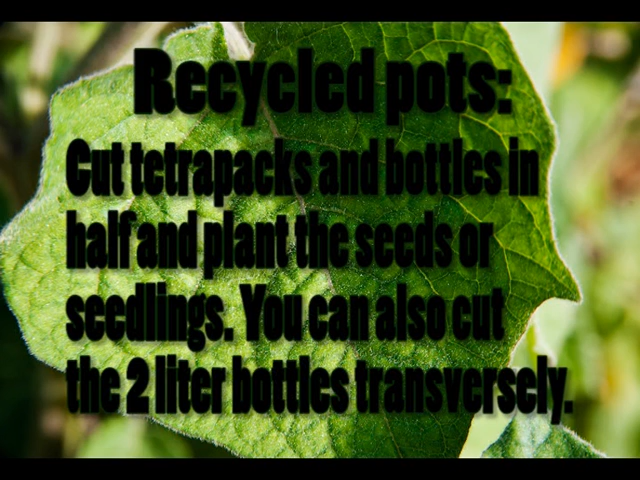 Recycled pots:
Cut tetrapacks and bottles in
half and plant the seeds or
seedlings. You can also cut
the 2 liter bottles transversely.